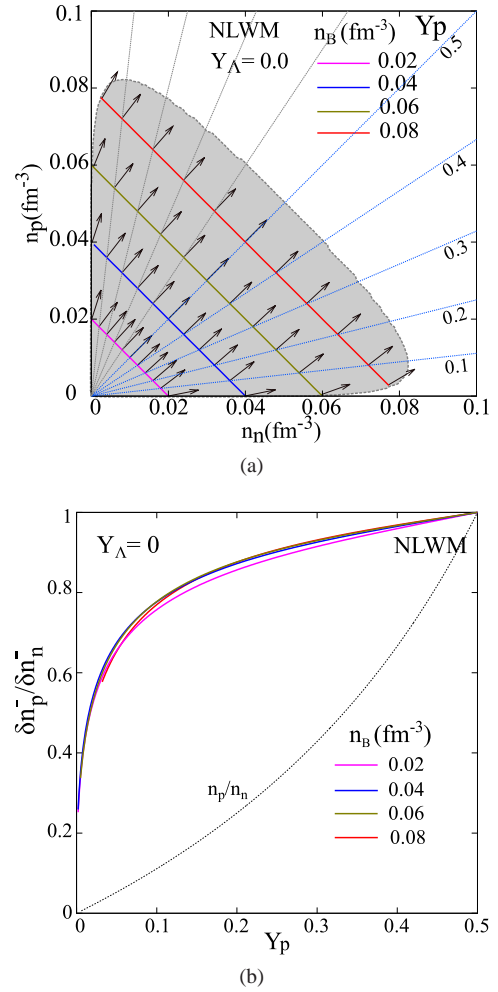 NLWM
Y_Λ = 0.0
n_B (fm⁻³)
0.02
0.04
0.06
0.08
Yp
0.5
0.4
0.3
0.2
0.1
n_p(fm⁻³)
0.1
0.08
0.06
0.04
0.02
0
0 0.02 0.04 0.06 0.08 0.1
n_n(fm⁻³)
(a)
Y_Λ = 0
NLWM
δn_p⁻/δn_n⁻
1
0.8
0.6
0.4
0.2
0
n_p/n_n
n_B (fm⁻³)
0.02
0.04
0.06
0.08
0 0.1 0.2 0.3 0.4 0.5
Y_p
(b)